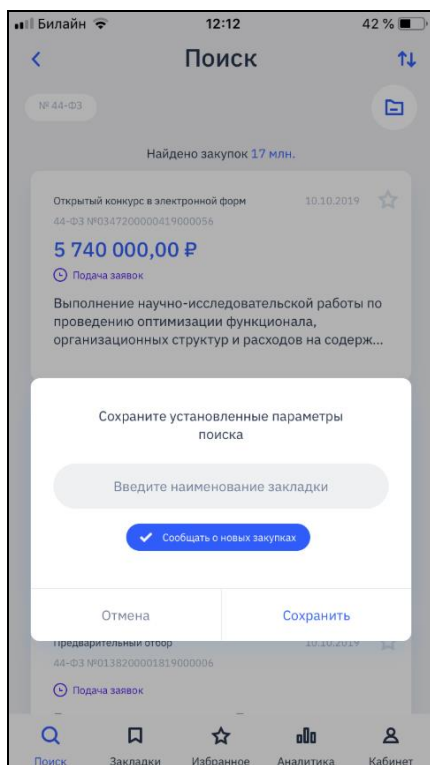 Билайн 12:12 42 %
Поиск
№ 44-ФЗ
Найдено закупок 17 млн.
Открытый конкурс в электронной форм 10.10.2019
44-ФЗ №0347200000419000056
5 740 000,00 ₽
Подача заявок
Выполнение научно-исследовательской работы по
проведению оптимизации функционала,
организационных структур и расходов на содерж...
Сохраните установленные параметры
поиска
Введите наименование закладки
Сообщать о новых закупках
Отмена Сохранить
Предварительный отбор 10.10.2019
44-ФЗ №0138200001819000006
Подача заявок
Поиск Закладки Избранное Аналитика Кабинет